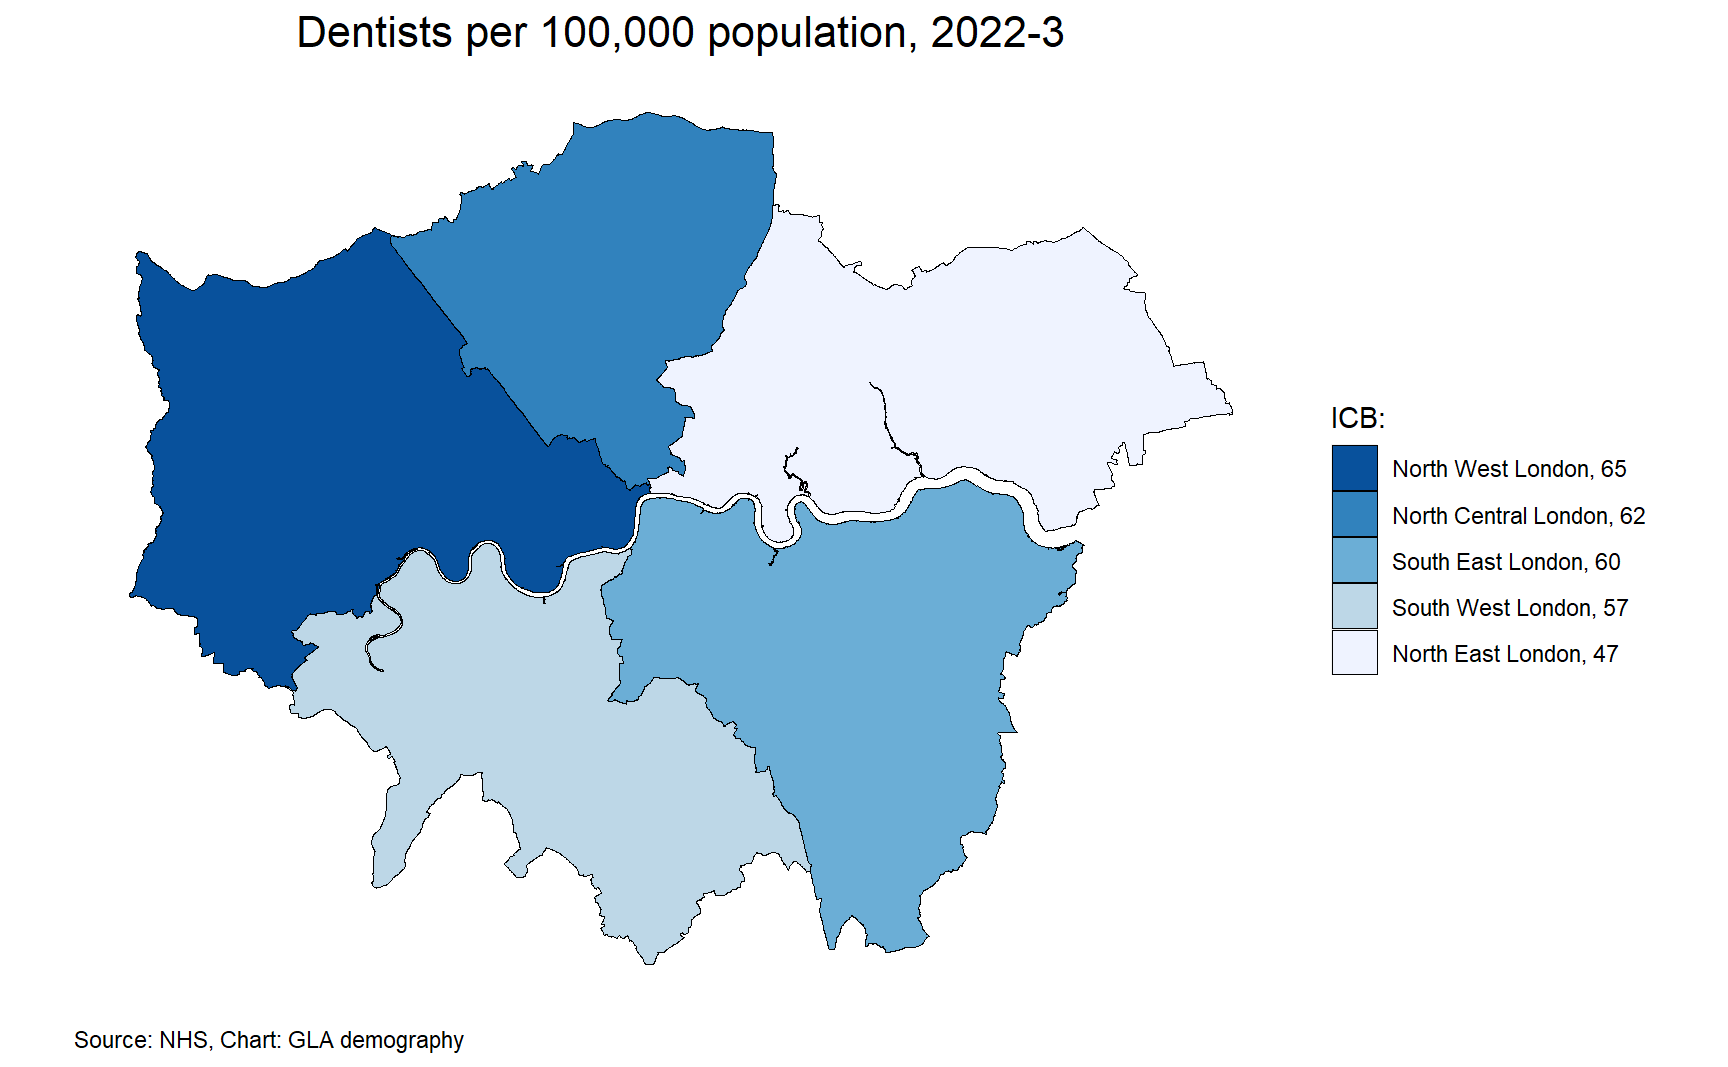 Dentists per 100,000 population, 2022-3
ICB:
North West London, 65
North Central London, 62
South East London, 60
South West London, 57
North East London, 47
Source: NHS, Chart: GLA demography